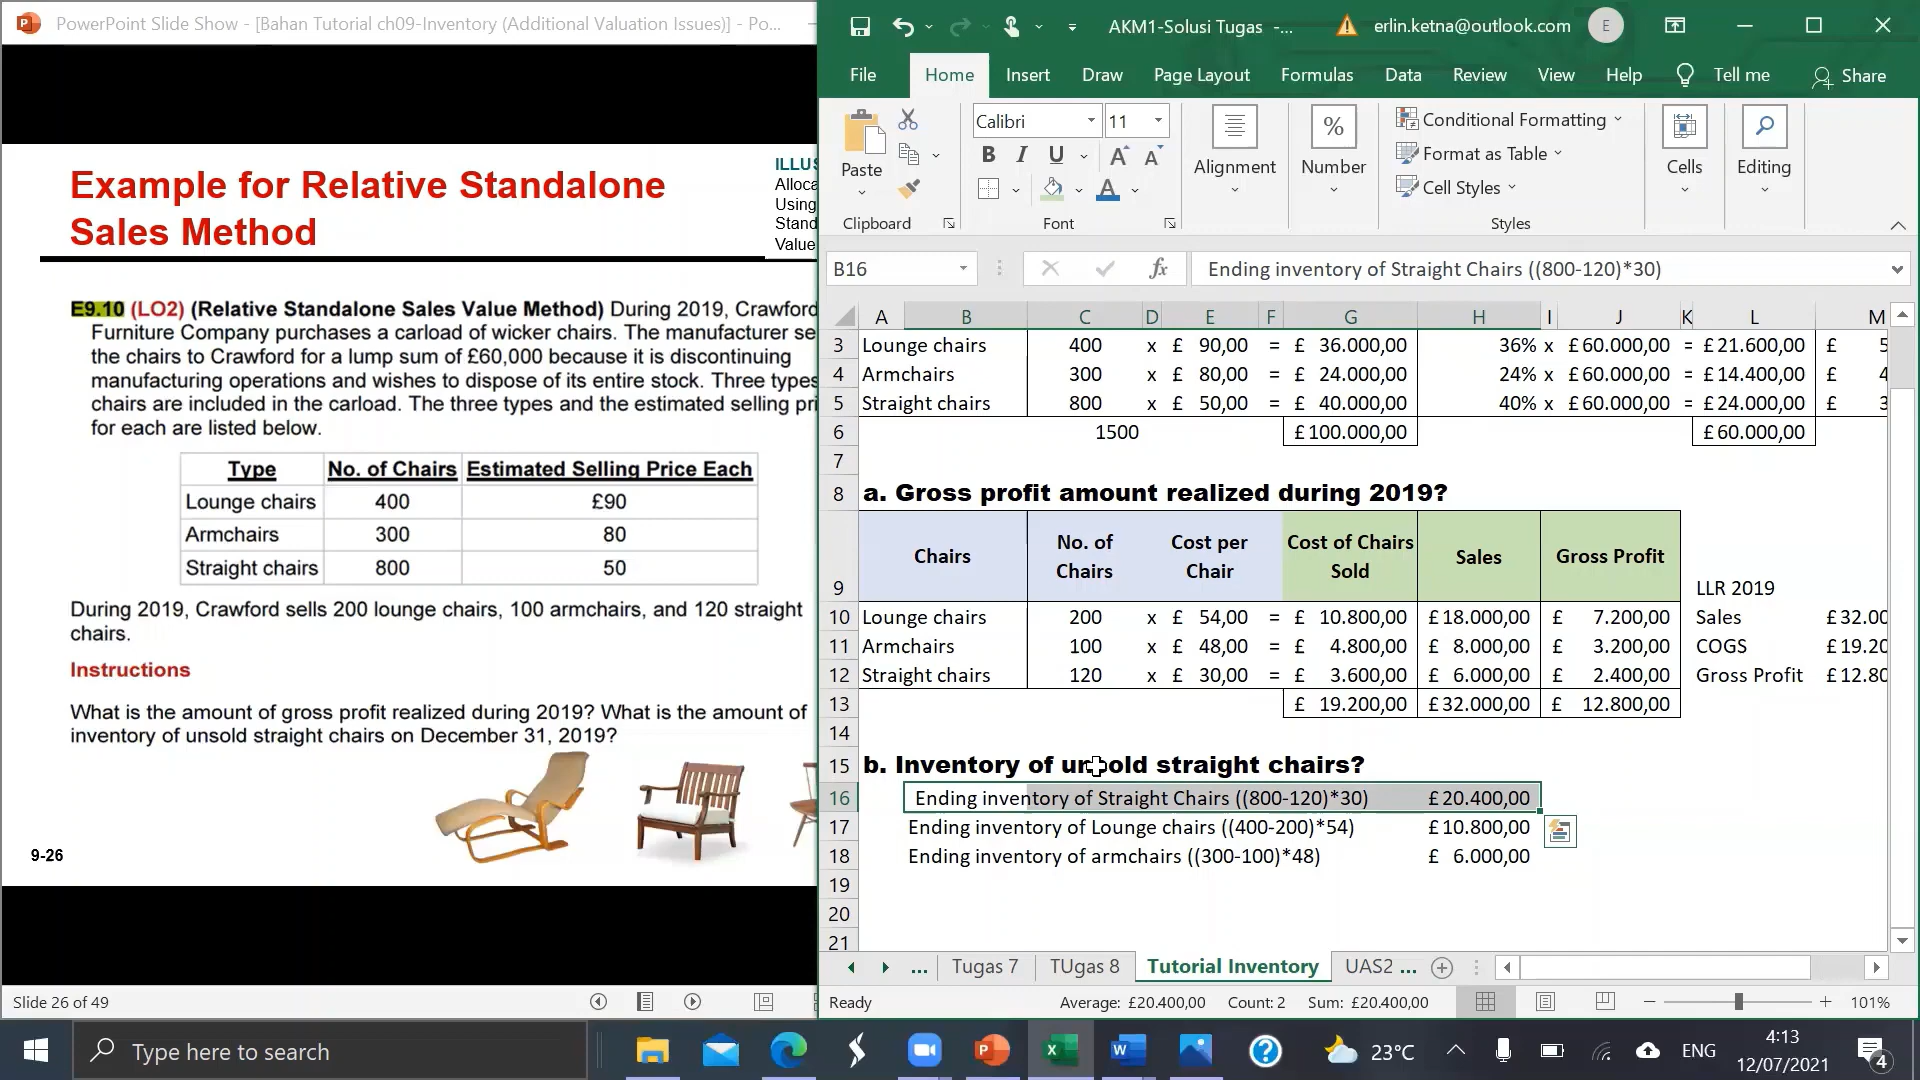 PowerPoint Slide Show - [Bahan Tutorial ch09-Inventory (Additional Valuation Issues)] - Po...
Example for Relative Standalone
Sales Method
ILLUS
Alloca
Using
Stand
Value
E9.10 (LO2) (Relative Standalone Sales Value Method) During 2019, Crawford
Furniture Company purchases a carload of wicker chairs. The manufacturer se
the chairs to Crawford for a lump sum of £60,000 because it is discontinuing
manufacturing operations and wishes to dispose of its entire stock. Three types
chairs are included in the carload. The three types and the estimated selling pri
for each are listed below.
Type No. of Chairs Estimated Selling Price Each
Lounge chairs 400 £90
Armchairs 300 80
Straight chairs 800 50
During 2019, Crawford sells 200 lounge chairs, 100 armchairs, and 120 straight
chairs.
Instructions
What is the amount of gross profit realized during 2019? What is the amount of
inventory of unsold straight chairs on December 31, 2019?
9-26
Slide 26 of 49
AKM1-Solusi Tugas -...
erlin.ketna@outlook.com E
File Home Insert Draw Page Layout Formulas Data Review View Help Tell me Share
Paste
Clipboard
Calibri 11
B I U A A
A
Font
Alignment
%
Number
Conditional Formatting
Format as Table
Cell Styles
Styles
Cells
Editing
B16 fx Ending inventory of Straight Chairs ((800-120)*30)
A B C D E F G H I J K L M
3 Lounge chairs 400 x £ 90,00 = £ 36.000,00 36% x £60.000,00 = £21.600,00 £ 5
4 Armchairs 300 x £ 80,00 = £ 24.000,00 24% x £60.000,00 = £14.400,00 £ 4
5 Straight chairs 800 x £ 50,00 = £ 40.000,00 40% x £60.000,00 = £24.000,00 £ 3
6 1500 £100.000,00 £60.000,00
7
8 a. Gross profit amount realized during 2019?
9 Chairs No. of Chairs Cost per Chair Cost of Chairs Sold Sales Gross Profit LLR 2019
10 Lounge chairs 200 x £ 54,00 = £ 10.800,00 £18.000,00 £ 7.200,00 Sales £32.00
11 Armchairs 100 x £ 48,00 = £ 4.800,00 £ 8.000,00 £ 3.200,00 COGS £19.20
12 Straight chairs 120 x £ 30,00 = £ 3.600,00 £ 6.000,00 £ 2.400,00 Gross Profit £12.80
13 £ 19.200,00 £32.000,00 £ 12.800,00
14
15 b. Inventory of unsold straight chairs?
16 Ending inventory of Straight Chairs ((800-120)*30) £20.400,00
17 Ending inventory of Lounge chairs ((400-200)*54) £10.800,00
18 Ending inventory of armchairs ((300-100)*48) £ 6.000,00
19
20
21
... Tugas 7 TUgas 8 Tutorial Inventory UAS2 ...
Ready Average: £20.400,00 Count: 2 Sum: £20.400,00 101%
Type here to search
23°C ENG
4:13
12/07/2021
4